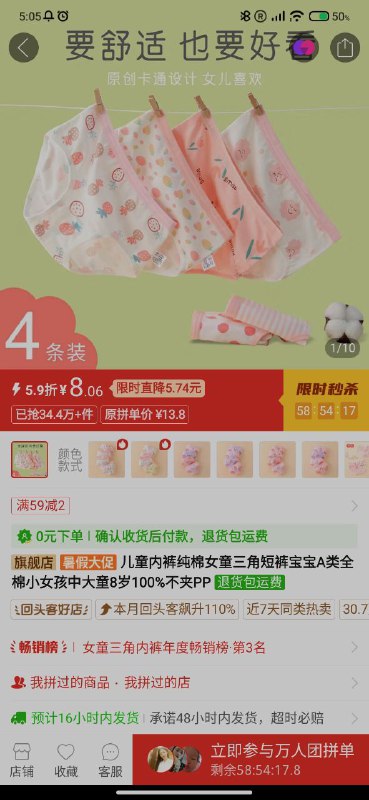 5:05
50%
要舒适 也要好看
原创卡通设计 女儿喜欢
4条装
1/10
5.9折¥8.06 限时直降5.74元
已抢34.4万+件 原拼单价 ¥13.8
限时秒杀
58:54:17
颜色
款式
满59减2
0元下单 | 确认收货后付款，退货包运费
旗舰店 暑假大促 儿童内裤纯棉女童三角短裤宝宝A类全
棉小女孩中大童8岁100%不夹PP 退货包运费
回头客好店 本月回头客飙升110% 近7天同类热卖 30.7
畅销榜 | 女童三角内裤年度畅销榜·第3名
我拼过的商品 · 我拼过的店
预计16小时内发货 | 承诺48小时内发货，超时必赔
店铺 收藏 客服
立即参与万人团拼单
剩余58:54:17.8